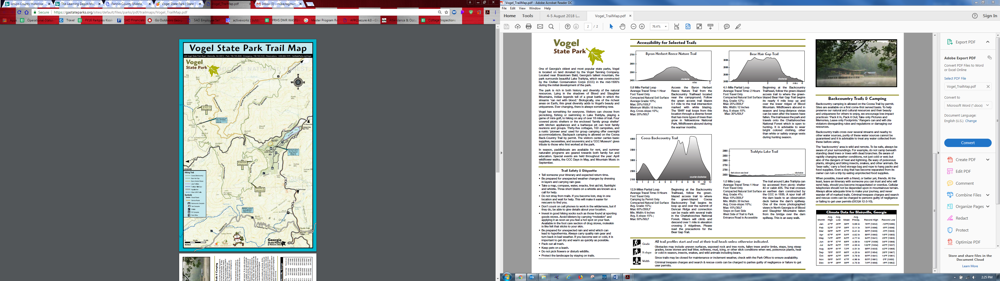 Union County Historical
The Learning Depot Mo
Fannin County Middle
Vogel State Park | State
Vogel_TrailMap.pdf
Inbox (3) - mikaylagmun
Secure
https://gastateparks.org/sites/default/files/parks/pdf/trailmaps/Vogel_TrailMap.pdf
Apps
Operational-Status
Travel
FY16 Parkpass Kiosk
SAO Financials
Go Outdoors Georg
SAO Employee Self
activeworks | outdo
PRHS DMR WASTEW
Master Program Re
AFPCSecure 4.0 - Ch
Attendance & Occu
Cottage Inspections
Vogel State Park Trail Map
405 Vogel State Park Road • Blairsville, GA 30512 • Park: 706-745-2628 • Emergency: 706-745-5129 • Reservations: 1-800-864-7275 • GaStateParks.org/Vogel
Vogel
State Park
LEGEND
Hiking Trail
Coosa (Backcountry)
Bear Hair Gap
Byron Herbert Reece
Lake Trahlyta
Trahlyta Falls Spur
Appalachian
Other USFS Trails
Symbols
Paved Roads
Service Roads
Backcountry Campsite
Tent Campsite
Shelter
RV Campsite
Park Office
SCALE
Neels Gap
Georgia
State Parks
& Historic Sites
Vogel_TrailMap.pdf - Adobe Acrobat Reader DC
File Edit View Window Help
Home
Tools
4-5 August 2018 L...
Vogel_TrailMap.pdf
Sign In
2 / 2
76.4%
Vogel
State Park
One of Georgia's oldest and most popular state parks, Vogel
is located on land donated by the Vogel Tanning Company.
Located near Brasstown Bald, Georgia's tallest mountain, the
park surrounds beautiful Lake Trahlyta, which was constructed
by the Civilian Conservation Corps (CCC) in the mid-1930's
during the initial development of the park.
The park is rich in both history and diversity of the natural
resources. Lying in the shadows of Blood and Slaughter
Mountains, Indian legends tell of a great battle in which the
streams 'ran red with blood.' Biologically, one of the richest
areas on Earth, this great diversity adds to Vogel's beauty and
uniqueness. Ever changing, there is always something new.
Vogel has something for everyone. Visitors can choose from
picnicking, fishing or swimming in Lake Trahlyta, playing a
game of mini-golf, to hiking on any of over 18 miles of trail. Four
covered picnic shelters or the enclosed 'family group shelter'
with kitchen appliances and a barbeque pit can host family
reunions and groups. Thirty-five cottages, 103 campsites, and
a rustic 'pioneer area' used for group camping offer overnight
accommodations. Backpack camping is allowed on the Coosa
Back-Country Trail by permit. The visitors center carries basic
supplies, necessities, and souvenirs; and a 'CCC Museum' gives
tribute to those who first worked at the park.
In season, paddleboats are available for rent, and summer
naturalist programs are geared towards both family fun and
education. Special events are held throughout the year: April
wildflower walks, the CCC Days in May, and Mountain Music in
September.
Trail Safety & Etiquette
• Tell someone your itinerary and expected return time.
• Be prepared for unexpected weather changes by dressing
in layers and carrying rain gear.
• Take a map, compass, water, snacks, first aid kit, flashlight
and whistle. Three short blasts on a whistle are known as a
call for help.
• Do not stray from trails. If you become lost, stay in one
location and wait for help. This will make it easier for
rescuers to find you.
• Don't count on cell phones to work in the wilderness, but if
they do, be able to give details about your location.
• Invest in good hiking socks such as those found at sporting
goods stores. Avoid blisters by carrying "moleskin" and
applying it as soon as you feel a hot spot on your feet.
Available in the foot care section of drug stores, moleskin
is like felt that sticks to your skin.
• Be prepared for unexpected rain and wind which can
lead to hypothermia. Always carry quality rain gear and
turn back in bad weather. If you become wet or cold, it is
important to get dry and warm as quickly as possible.
• Pack out all trash.
• Keep pets on a leash.
• Do not pick flowers or disturb wildlife.
• Protect the landscape by staying on trails.
Accessibility for Selected Trails
Byron Herbert Reece Nature Trail
2700
2600
2500
2400
clockwise
miles 1
0.8 Mile Partial Loop
Average Travel Time: 1 Hour
Foot Travel Only
Compacted Natural Soil Surface
Average Grade: 10%;
Max: 20%/150LF
Minimum Width: 18 Inches
Avg. Cross-slope: 10%;
Max: 20%/50LF
Access the Byron Herbert
Reece Nature Trail from the
Backcountry Trailhead located
near the campground. Follow
the green access trail blazes
0.1 mile to the trail intersection
marked with white blazing.
The 'BHR' trail loops from this
location through a diverse forest
that has more types of trees than
grow in Yellowstone National
Park. Wildflowers abound during
the warmer months.
Bear Hair Gap Trail
3000
2800
2600
2400
clockwise
1 2 3 miles 4
4.1-Mile Partial Loop
Average Travel Time: 2 Hours
Foot Travel Only
Compacted Natural Soil Surface
Avg. Grade: 12%;
Max: 25%/200LF
Min. Width: 12 Inches
Avg. X-slope: 10%
Max: 30%/50LF
Beginning at the Backcountry
Trailhead, follow the green-blazed
access trail to where the green-
blazed Bear Hair Gap Trail begins
its nearly 4 mile loop up and
over the lower ridges of Blood
Mountain. Wildflowers abound in
season and long-distance vistas
can be seen after the leaves have
fallen. The trail leaves the park and
travels onto the Chattahoochee
National Forest which is open to
hunting. It is advisable to wear
bright colored clothing, other
than white or safety orange vests
during hunting season.
Coosa Backcountry Trail
4000
3500
3000
2500
2100
counter-clockwise
0 1 2 3 4 5 6 7 8 9 10 11 12 13
miles
12.9-Miles Partial Loop
Average Travel Time: 9 Hours
Foot Travel Only
Camping by Permit Only
Compacted Natural Soil Surface
Avg. Grade: 15%;
Max: 60%/250LF
Min. Width: 6 Inches
Avg. X-slope: 15% ;
Max: 50%/50LF
Beginning at the Backcountry
Trailhead, follow the green-
blazed access trail to where
the green-blazed Coosa
Backcountry Trail begins its
loop up and over the summit of
Duncan Ridge and connection
can be made with several trails
in the Chattahoochee National
Forest. Hikers will climb and
descend over 1 mile in elevation
crossing 3 ridgelines. Please
read the precautions for the
Bear Gap Trail.
Trahlyta Lake Trail
2900
2850
2800
2750
2700
2650
feet above sea level
clockwise
1.0 Mile Loop
Average Travel Time: 1 Hour
Foot Travel Only
Compacted Natural Soil Surface
Avg. Grade: 4%;
Max: 10%/200LF
Min. Width: 30 Inches
Avg. Cross-slope: 10%;
Max: 15%/30LF
Steps on East Side
West Side of Trail to Park
Entrance Road is Accessible
The trail around Lake Trahlyta can
be accessed from picnic shelter
#2 or cabin #35. The trail crosses
an earthen dam constructed by
the CCC in 1935. A spur trail off
the dam leads to an observation
deck below the dam's spillway.
One of the more photographed
views in North Georgia is of Blood
and Slaughter Mountains taken
from the bridge over the dam
spillway. This is an easy walk.
Grade
X-slope
Width
All trail profiles start and end at their trail heads unless otherwise indicated.
Obstacles may include uneven surfaces, exposed rock and tree roots, fallen trees and/or limbs, steps, long steep
grades, loose stones and leaf litter, softness, mud, icing, or other slick conditions when wet, poisonous plants, heat
or cold in season, insects, snakes, and wild animals including bears.
Since trails may be closed for maintenance or inclement weather, check with the Park Office to ensure availability.
Criminal trespass charges and search & rescue costs can be charged to parties guilty of negligence or failure to get
user permits.
Backcountry Trails & Camping
Backcountry camping is allowed on the Coosa Trail by permit.
Sites are available on a first come-first served basis. To help
preserve our natural and cultural resources and their beauty
and uniqueness for others to enjoy, we encourage low-impact
practices: 'Pack it In, Pack it Out; Take only Pictures and
Memories, Leave only Footprints.' Rangers can and will cite
violators disregarding rules and regulations or damaging our
resources.
Backcountry trails cross over several streams and nearby to
other water sources, purity of these water sources cannot be
guaranteed and it is advisable to treat any water collected from
these before using.
The 'backcountry' area is wild and remote. To be safe, always be
aware of your surroundings. For example, do not camp beneath
standing dead trees or trees with dead branches. Be aware of
rapidly changing weather conditions, not just cold or wet; but
also of the dangers of heat and lightning. Be wary of poisonous
plants, stinging and biting insects, snakes, and other animals. Be
'bear-safe,' carry a food storage bag and rope to hang packs and
food supplies. Even a dog that has become separated from its
owner can ruin a trip by eating unprotected food supplies.
When possible, travel with a friend, or better yet, friends. At the
least, leave an itinerary with someone you can trust and who will
send help, should you become incapacitated or overdue. Cellular
telephones should not be depended upon in mountainous terrain.
Always allow adequate time to make your journey, and never
wander off of marked trails. Criminal trespass charges and search
and rescue costs can be charged to persons guilty of negligence
or failing to get user permits (OCGA 12-3-10).
Climate Data for Blairsville, Georgia
Month Avg. High Avg. Low Mean Avg. Precip. Record High Record Low
Jan 47°F 25°F 36°F 5.88 in 76°F (1932) -16°F(1985)
Feb 52°F 27°F 39°F 5.11 in 76°F (1996) -8°F (1996)
Mar 59°F 34°F 47°F 6.41 in 89°F (1935) -5°F (1993)
Apr 67°F 40°F 54°F 4.62 in 89°F (1960) 18°F (1983)
May 74°F 49°F 62°F 4.77 in 94°F (1941) 25°F (1963)
Jun 81°F 57°F 69°F 4.59 in 100°F (1936) 34°F (1966)
Jul 84°F 62°F 73°F 4.55 in 100°F (1934) 40°F (1937)
Aug 83°F 61°F 72°F 4.51 in 98°F (1933) 42°F (1968)
Sep 78°F 55°F 66°F 4.25 in 95°F (1954) 26°F (1967)
Oct 69°F 42°F 55°F 3.79 in 90°F (1941) 14°F (1961)
Nov 59°F 34°F 47°F 4.96 in 80°F (1961) 0°F (1950)
Dec 51°F 28°F 39°F 4.75 in 74°F (1956) -9°F (1962)
Export PDF
Adobe Export PDF
Convert PDF Files to Word
or Excel Online
Select PDF File
Vogel_TrailMap.pdf
Convert to
Microsoft Word (*.docx)
Document Language:
English (U.S.) Change
Convert
Create PDF
Edit PDF
Comment
Combine Files
Organize Pages
Redact
Protect
Optimize PDF
Store and share files in the
Document Cloud
Learn More
2:25 PM